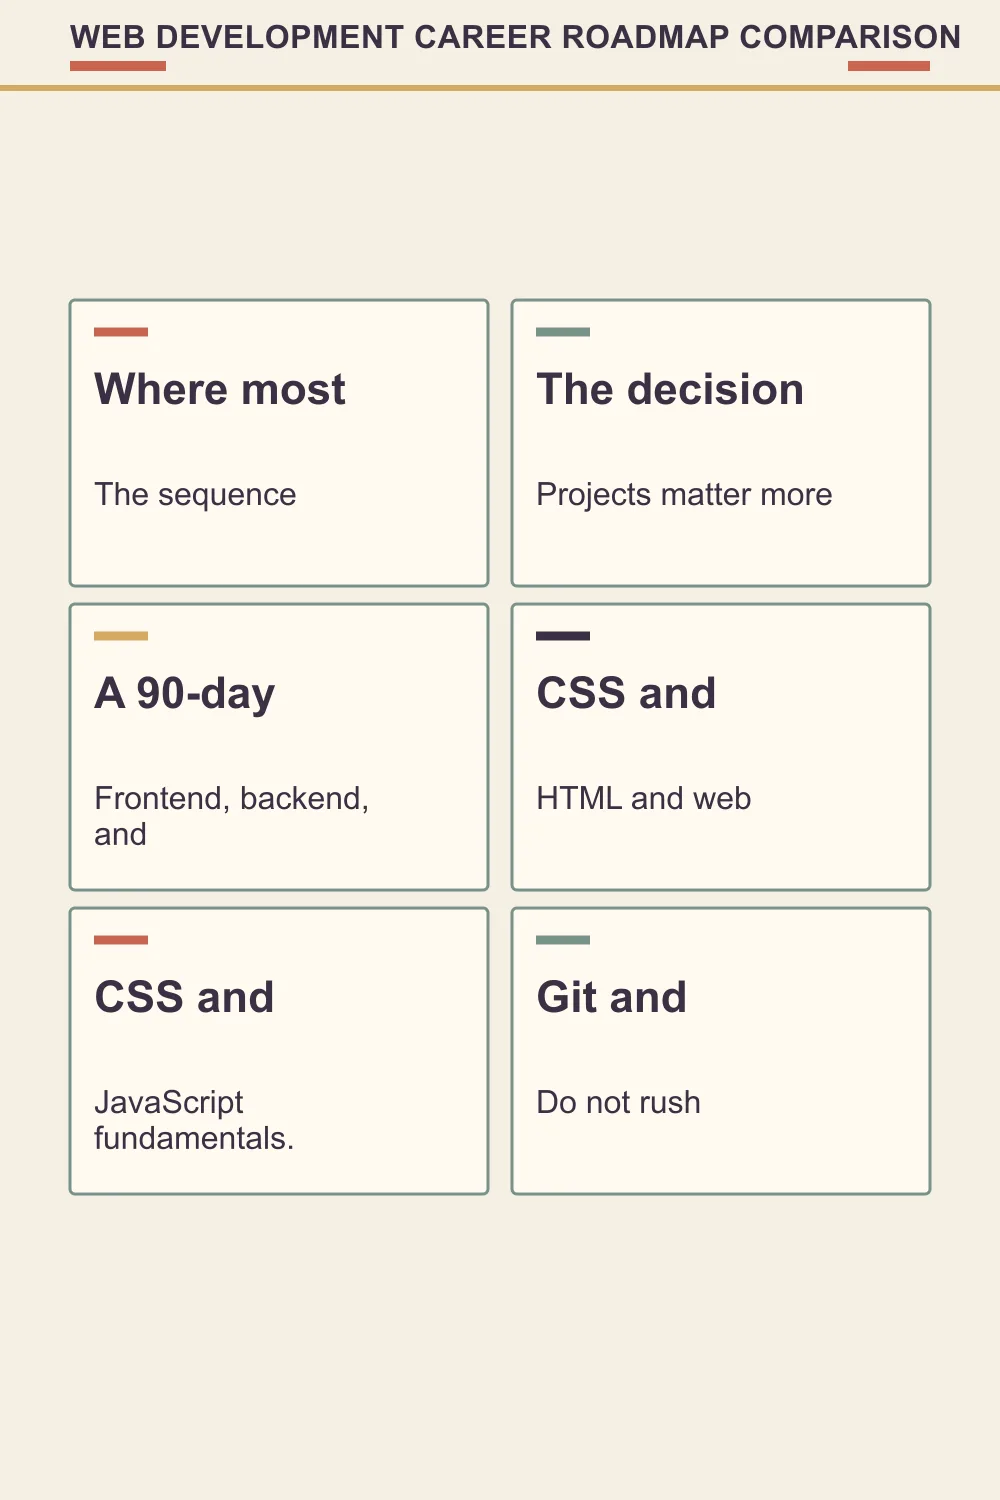 WEB DEVELOPMENT CAREER ROADMAP COMPARISON
Where most
The sequence
The decision
Projects matter more
A 90-day
Frontend, backend,
and
CSS and
HTML and web
CSS and
JavaScript
fundamentals.
Git and
Do not rush